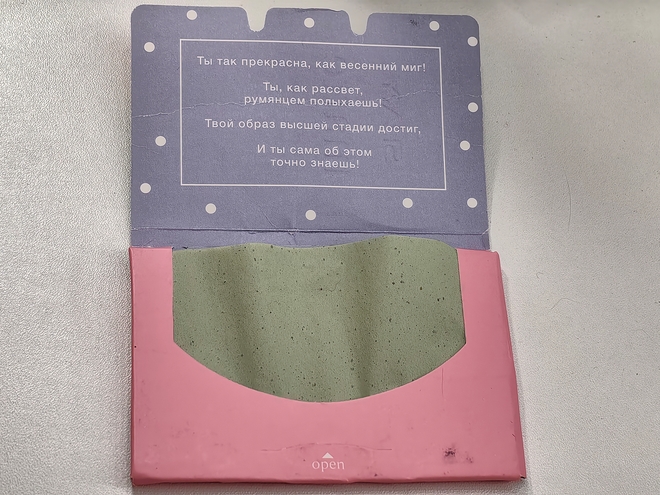 Ты так прекрасна, как весенний миг!
Ты, как рассвет,
румянцем полыхаешь!
Твой образ высшей стадии достиг,
И ты сама об этом
точно знаешь!
open